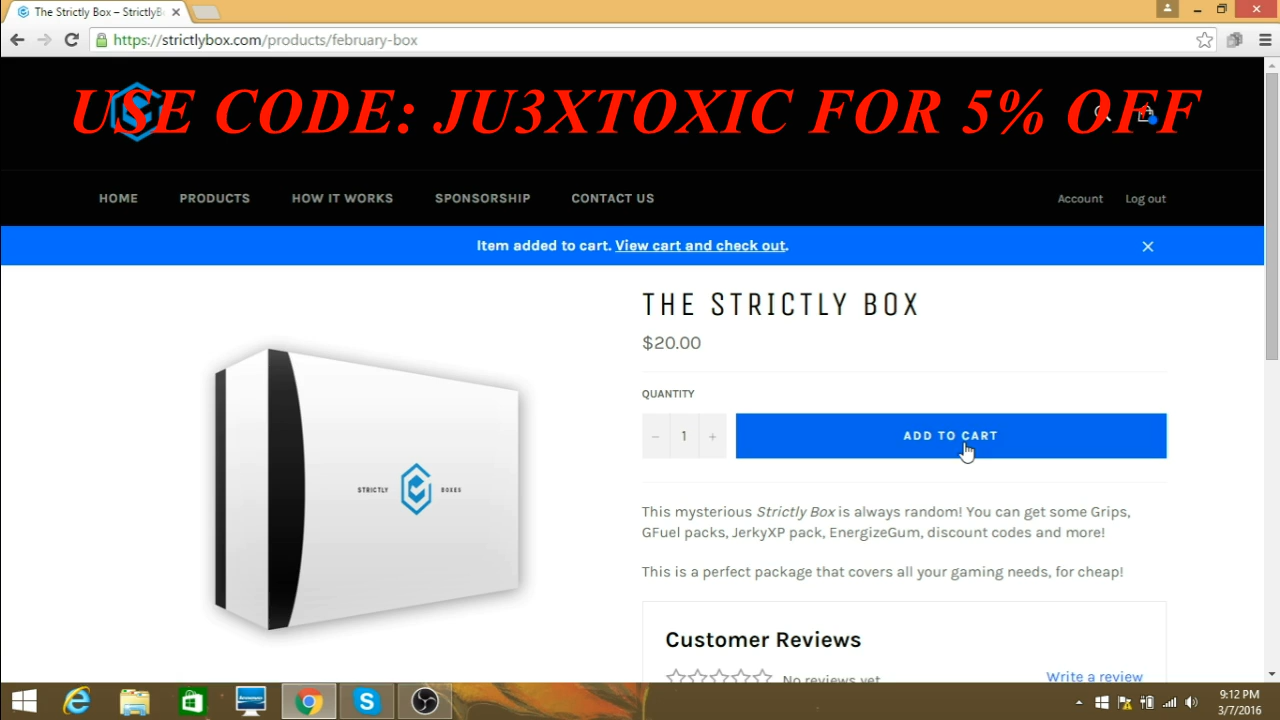 The Strictly Box – StrictlyB
https://strictlybox.com/products/february-box
USE CODE: JU3XTOXIC FOR 5% OFF
HOME PRODUCTS HOW IT WORKS SPONSORSHIP CONTACT US Account Log out
Item added to cart. View cart and check out.
THE STRICTLY BOX
$20.00
QUANTITY
− 1 + ADD TO CART
STRICTLY BOXES
This mysterious Strictly Box is always random! You can get some Grips,
GFuel packs, JerkyXP pack, EnergizeGum, discount codes and more!
This is a perfect package that covers all your gaming needs, for cheap!
Customer Reviews
No reviews yet Write a review
9:12 PM
3/7/2016